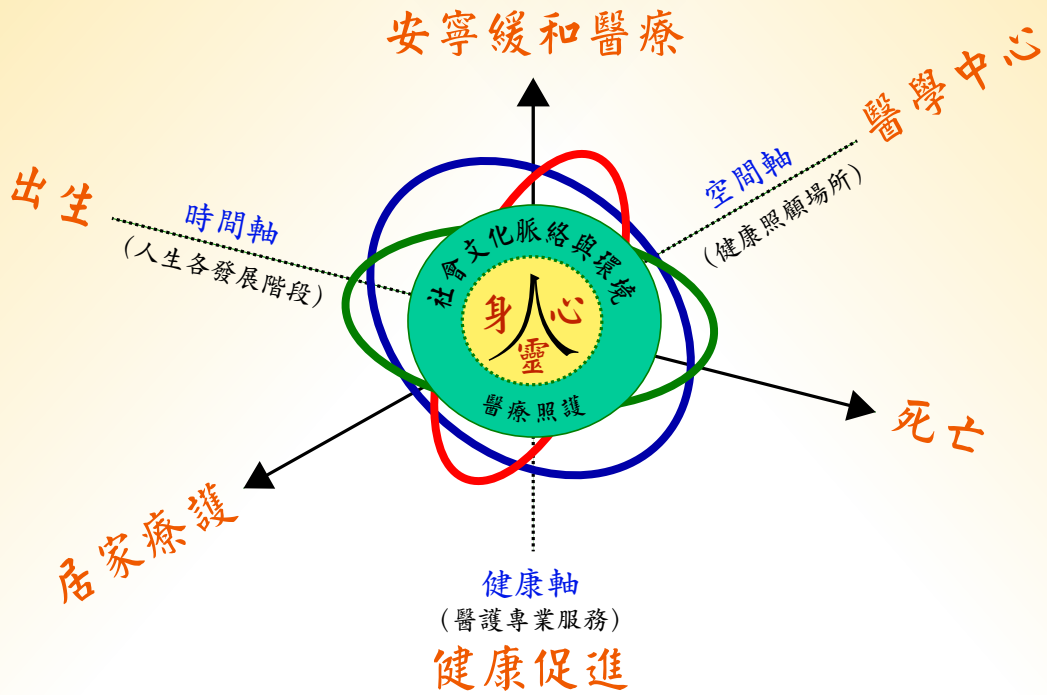 安寧緩和醫療
醫學中心
空間軸
(健康照顧場所)
出生
時間軸
(人生各發展階段)
社會文化脈絡與環境
身心
靈
醫療照護
死亡
居家療護
健康軸
(醫護專業服務)
健康促進